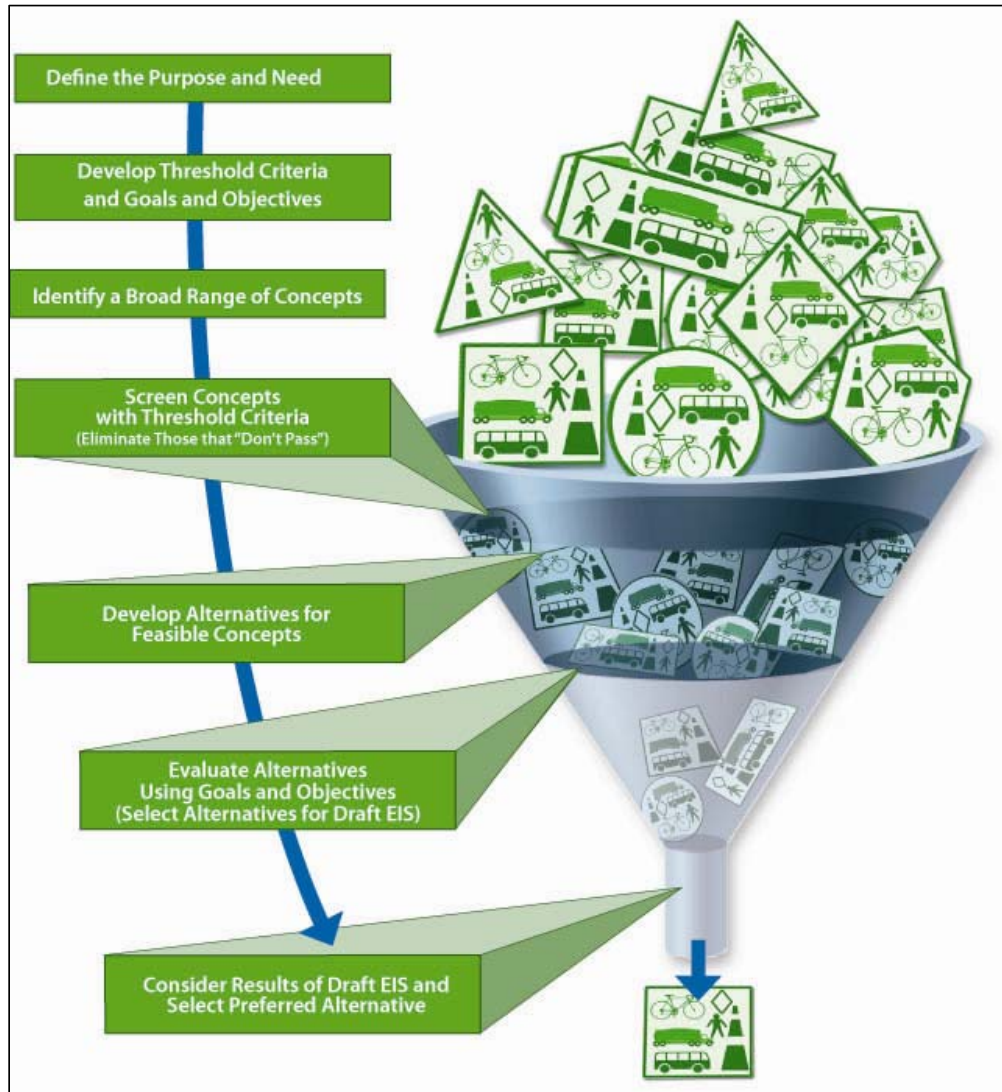 Define the Purpose and Need
Develop Threshold Criteria
and Goals and Objectives
Identify a Broad Range of Concepts
Screen Concepts
with Threshold Criteria
(Eliminate Those that "Don't Pass")
Develop Alternatives for
Feasible Concepts
Evaluate Alternatives
Using Goals and Objectives
(Select Alternatives for Draft EIS)
Consider Results of Draft EIS and
Select Preferred Alternative